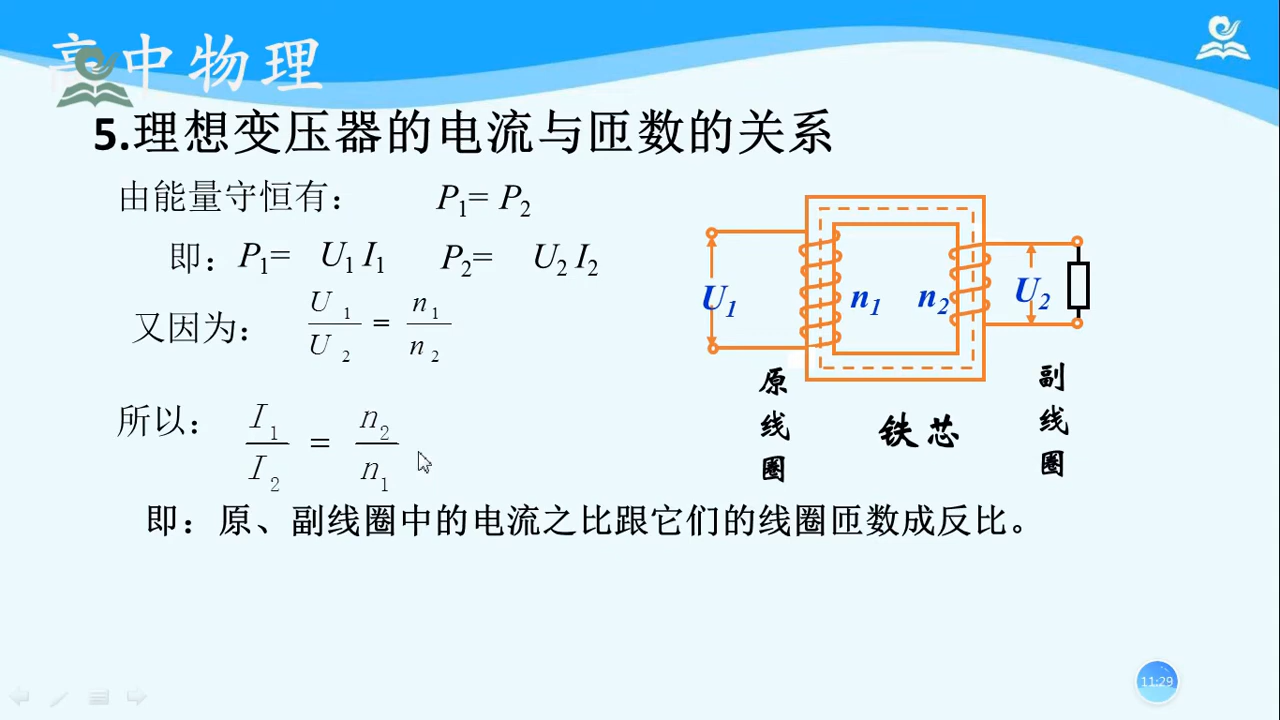 高中物理
5.理想变压器的电流与匝数的关系
由能量守恒有： P₁= P₂
即：P₁= U₁ I₁ P₂= U₂ I₂
又因为： U₁/U₂ = n₁/n₂
所以： I₁/I₂ = n₂/n₁
即：原、副线圈中的电流之比跟它们的线圈匝数成反比。
U₁ n₁ n₂ U₂
原线圈
铁芯
副线圈
11:29